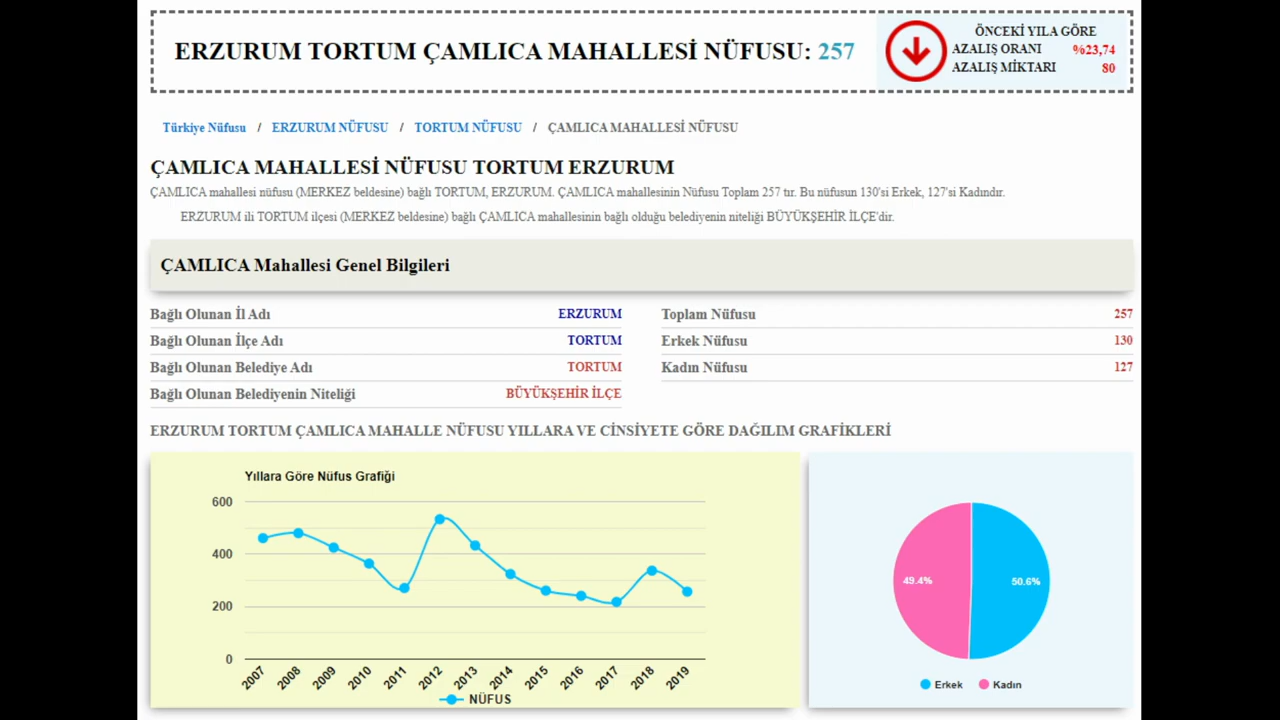 ERZURUM TORTUM ÇAMLICA MAHALLESİ NÜFUSU: 257
ÖNCEKİ YILA GÖRE
AZALIŞ ORANI %23,74
AZALIŞ MİKTARI 80
Türkiye Nüfusu / ERZURUM NÜFUSU / TORTUM NÜFUSU / ÇAMLICA MAHALLESİ NÜFUSU
ÇAMLICA MAHALLESİ NÜFUSU TORTUM ERZURUM
ÇAMLICA mahallesi nüfusu (MERKEZ beldesine) bağlı TORTUM, ERZURUM. ÇAMLICA mahallesinin Nüfusu Toplam 257 tır. Bu nüfusun 130'si Erkek, 127'si Kadındır.
ERZURUM ili TORTUM ilçesi (MERKEZ beldesine) bağlı ÇAMLICA mahallesinin bağlı olduğu belediyenin niteliği BÜYÜKŞEHİR İLÇE'dir.
ÇAMLICA Mahallesi Genel Bilgileri
Bağlı Olunan İl Adı ERZURUM
Bağlı Olunan İlçe Adı TORTUM
Bağlı Olunan Belediye Adı TORTUM
Bağlı Olunan Belediyenin Niteliği BÜYÜKŞEHİR İLÇE
Toplam Nüfusu 257
Erkek Nüfusu 130
Kadın Nüfusu 127
ERZURUM TORTUM ÇAMLICA MAHALLE NÜFUSU YILLARA VE CİNSİYETE GÖRE DAĞILIM GRAFİKLERİ
Yıllara Göre Nüfus Grafiği
600
400
200
0
2007 2008 2009 2010 2011 2012 2013 2014 2015 2016 2017 2018 2019
NÜFUS
49.4% 50.6%
Erkek Kadın